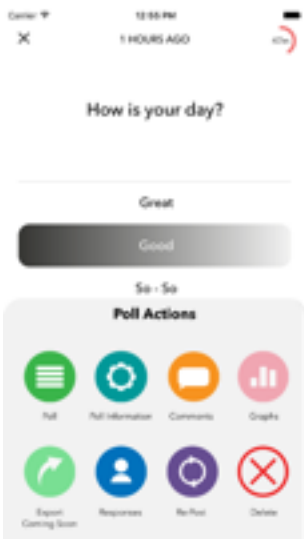 Carrier 12:55 PM
1 HOURS AGO
How is your day?
Great
Good
So - So
Poll Actions
Poll Poll Information Comments Graphs
Export Responses Re-Post Delete
Coming Soon